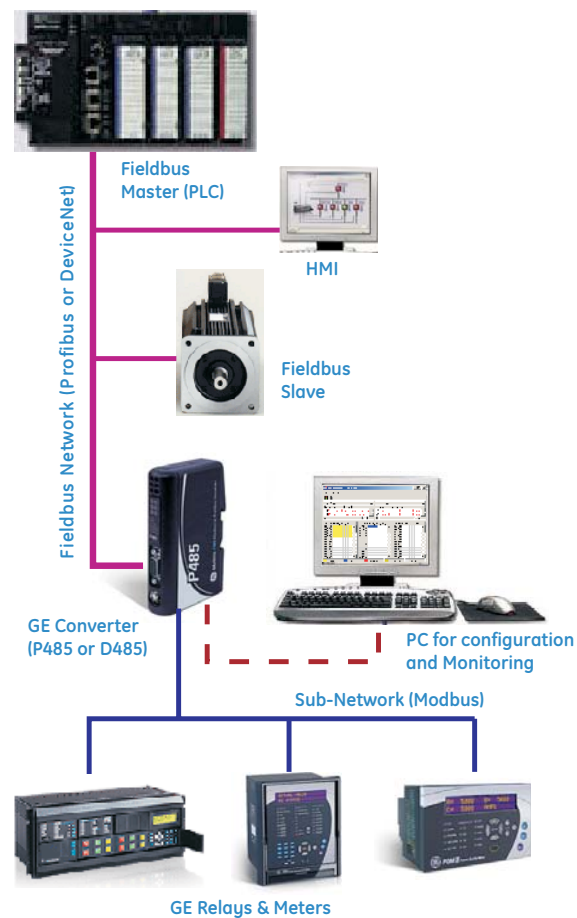 Fieldbus
Master (PLC)
Fieldbus Network (Profibus or DeviceNet)
HMI
Fieldbus
Slave
P485
GE Converter
(P485 or D485)
PC for configuration
and Monitoring
Sub-Network (Modbus)
GE Relays & Meters